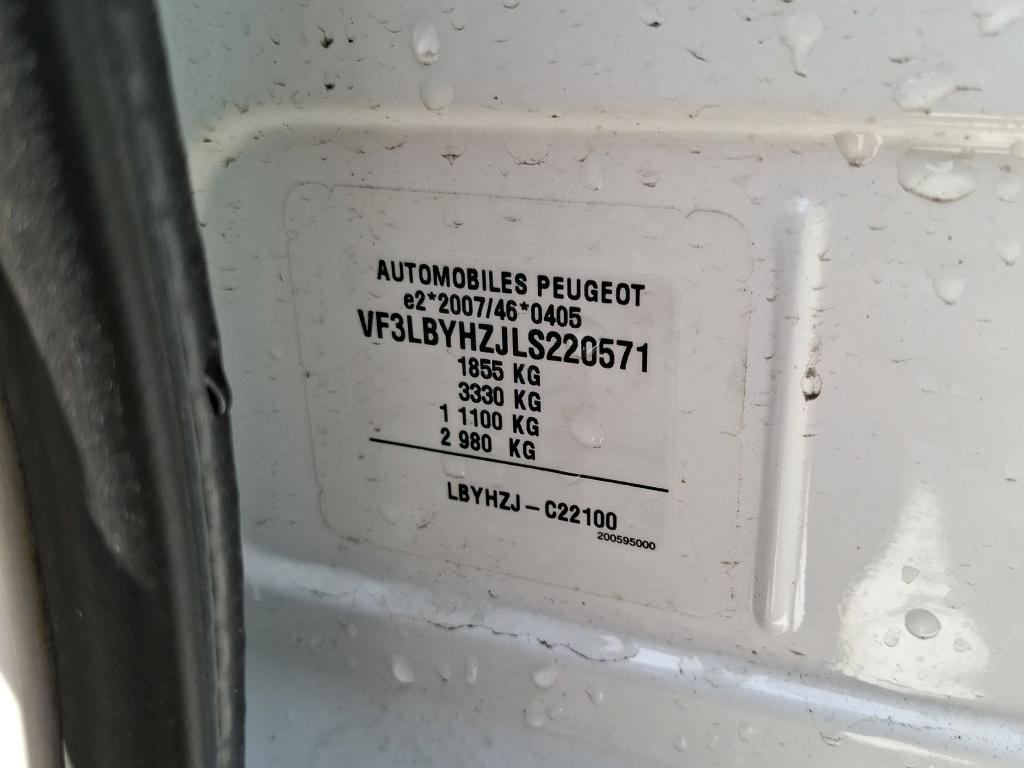 AUTOMOBILES PEUGEOT
e2*2007/46*0405
VF3LBYHZJLS220571
1855 KG
3330 KG
1 1100 KG
2 980 KG
LBYHZJ - C22100
200595000